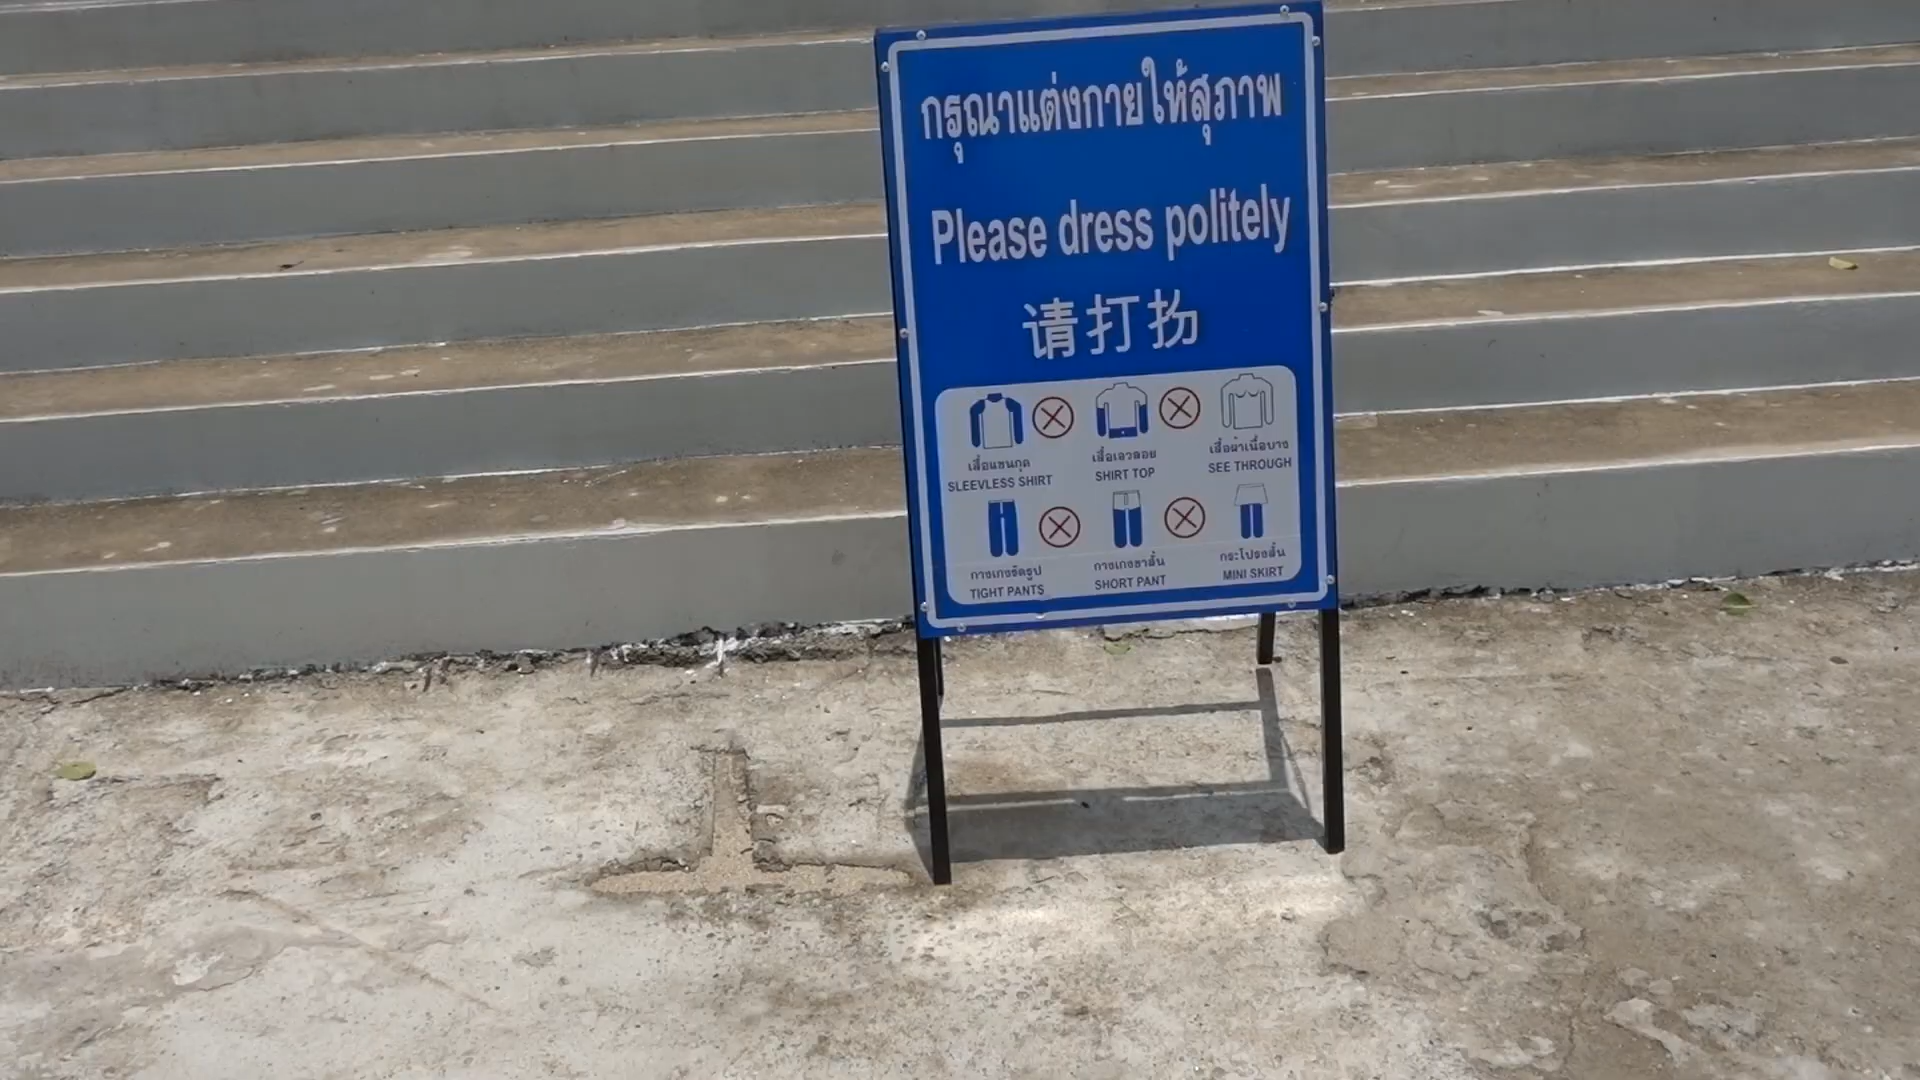 กรุณาแต่งกายให้สุภาพ
Please dress politely
请打扮
เสื้อแขนกุด
SLEEVLESS SHIRT
เสื้อเอวลอย
SHIRT TOP
เสื้อผ้าเนื้อบาง
SEE THROUGH
กางเกงรัดรูป
TIGHT PANTS
กางเกงขาสั้น
SHORT PANT
กระโปรงสั้น
MINI SKIRT